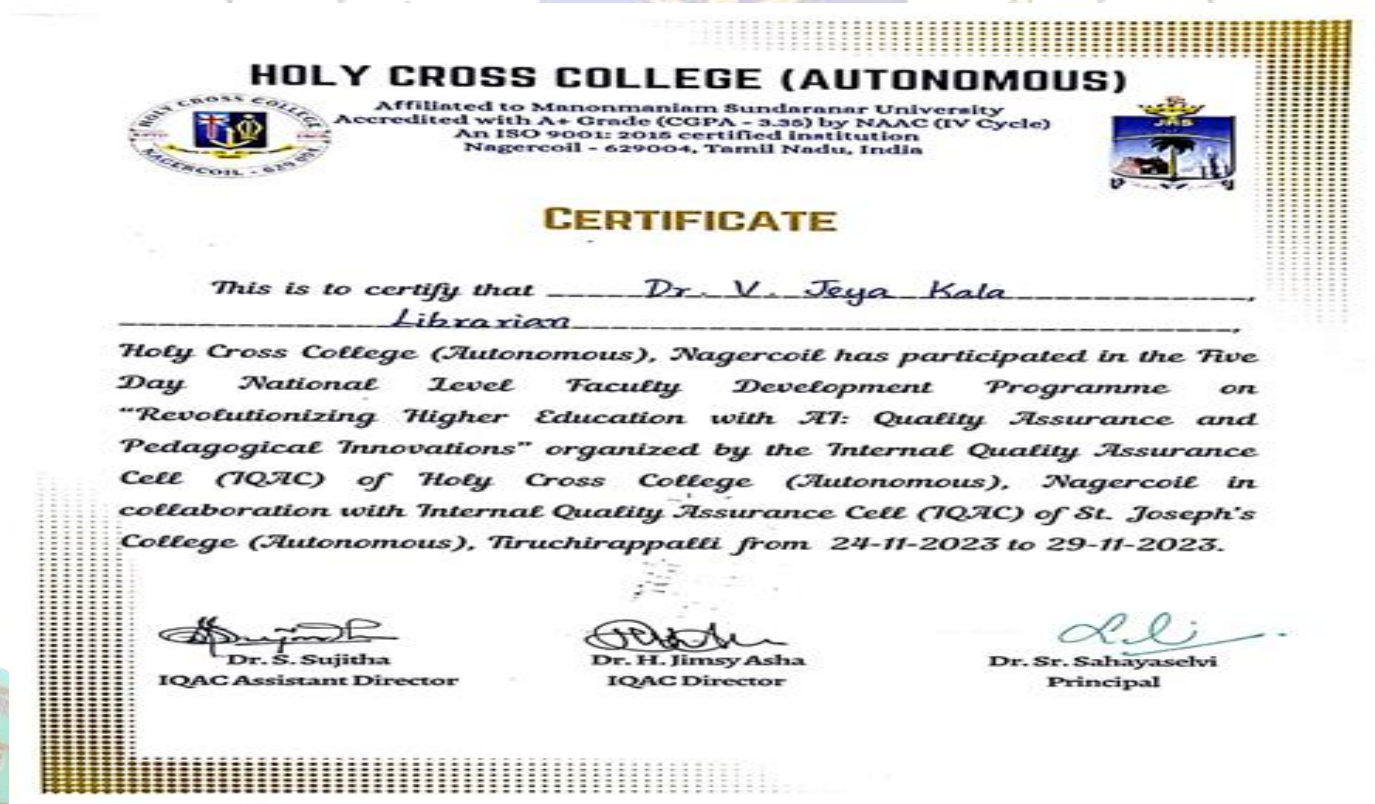 HOLY CROSS COLLEGE (AUTONOMOUS)
Affiliated to Manonmaniam Sundaranar University
Accredited with A+ Grade (CGPA - 3.35) by NAAC (IV Cycle)
An ISO 9001: 2015 certified institution
Nagercoil - 629004, Tamil Nadu, India
HOLY CROSS COLLEGE
NAGERCOIL - 629 004
CERTIFICATE
This is to certify that Dr. V. Jeya Kala,
Librarian,
Holy Cross College (Autonomous), Nagercoil has participated in the Five
Day National Level Faculty Development Programme on
"Revolutionizing Higher Education with AI: Quality Assurance and
Pedagogical Innovations" organized by the Internal Quality Assurance
Cell (IQAC) of Holy Cross College (Autonomous), Nagercoil in
collaboration with Internal Quality Assurance Cell (IQAC) of St. Joseph's
College (Autonomous), Tiruchirappalli from 24-11-2023 to 29-11-2023.
Dr. S. Sujitha
IQAC Assistant Director
Dr. H. Jimsy Asha
IQAC Director
Dr. Sr. Sahayaselvi
Principal